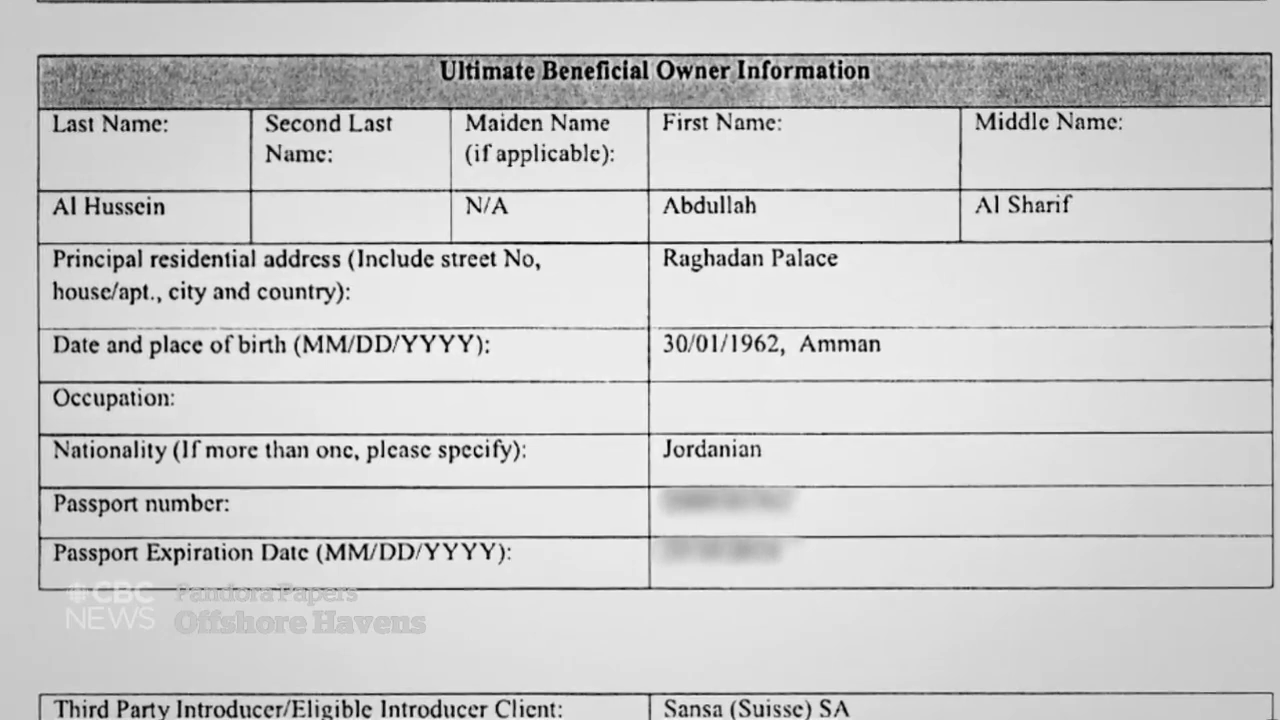 Ultimate Beneficial Owner Information
Last Name:
Second Last
Name:
Maiden Name
(if applicable):
First Name:
Middle Name:
Al Hussein
N/A
Abdullah
Al Sharif
Principal residential address (Include street No,
house/apt., city and country):
Raghadan Palace
Date and place of birth (MM/DD/YYYY):
30/01/1962, Amman
Occupation:
Nationality (If more than one, please specify):
Jordanian
Passport number:
Passport Expiration Date (MM/DD/YYYY):
CBC
NEWS
Pandora Papers
Offshore Havens
Third Party Introducer/Eligible Introducer Client:
Sansa (Suisse) SA